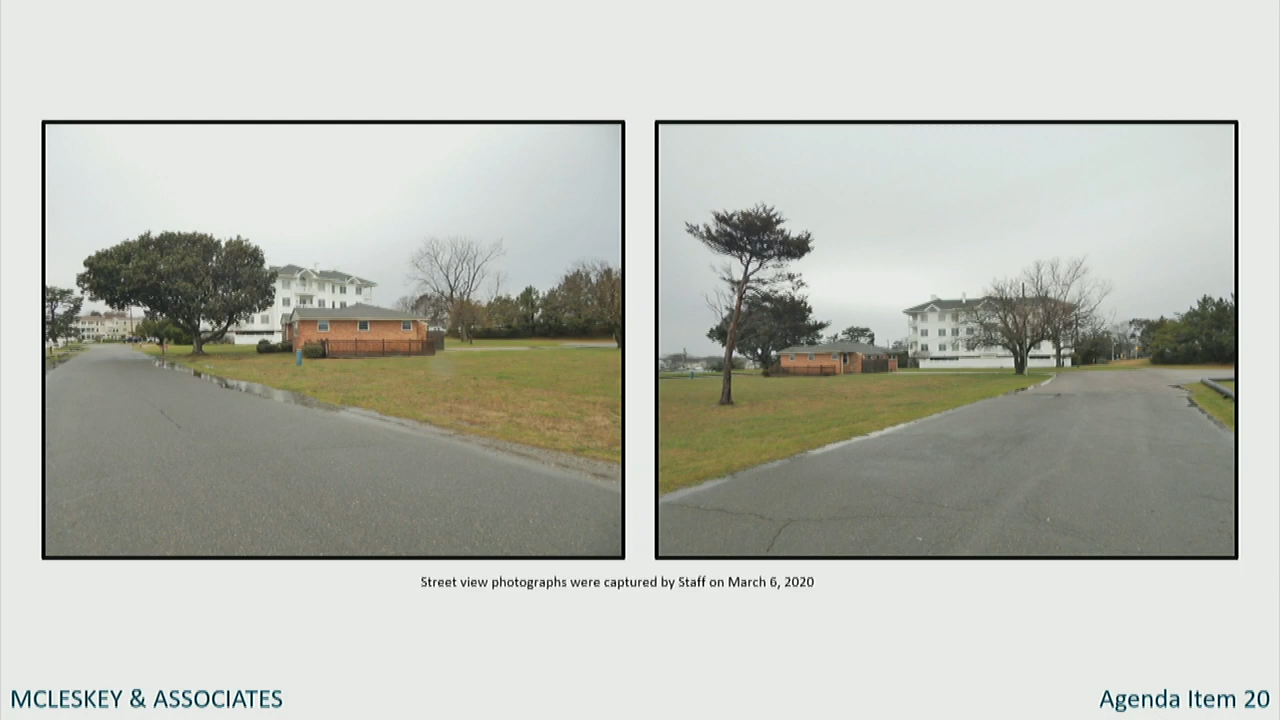 Street view photographs were captured by Staff on March 6, 2020
MCLESKEY & ASSOCIATES
Agenda Item 20